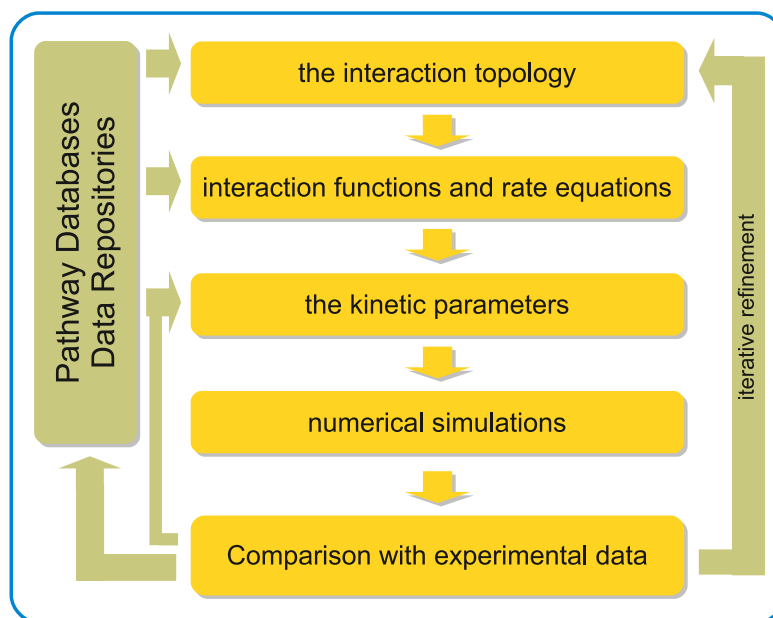 Pathway Databases
Data Repositories
the interaction topology
interaction functions and rate equations
the kinetic parameters
numerical simulations
Comparison with experimental data
iterative refinement